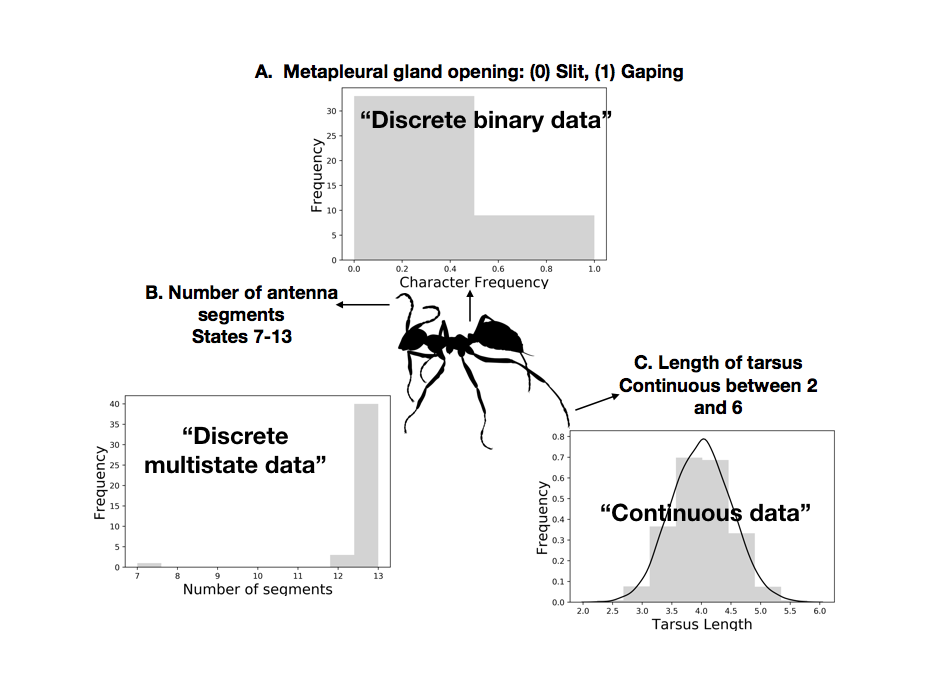 A. Metapleural gland opening: (0) Slit, (1) Gaping
“Discrete binary data”
Frequency
30
25
20
15
10
5
0
0.0 0.2 0.4 0.6 0.8 1.0
Character Frequency
B. Number of antenna
segments
States 7-13
C. Length of tarsus
Continuous between 2
and 6
“Discrete
multistate data”
Frequency
40
35
30
25
20
15
10
5
0
7 8 9 10 11 12 13
Number of segments
“Continuous data”
Frequency
0.8
0.7
0.6
0.5
0.4
0.3
0.2
0.1
0.0
2.0 2.5 3.0 3.5 4.0 4.5 5.0 5.5 6.0
Tarsus Length